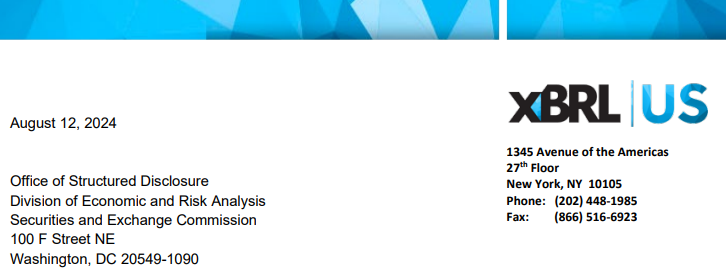 August 12, 2024
Office of Structured Disclosure
Division of Economic and Risk Analysis
Securities and Exchange Commission
100 F Street NE
Washington, DC 20549-1090
XBRL US
1345 Avenue of the Americas
27th Floor
New York, NY 10105
Phone: (202) 448-1985
Fax: (866) 516-6923